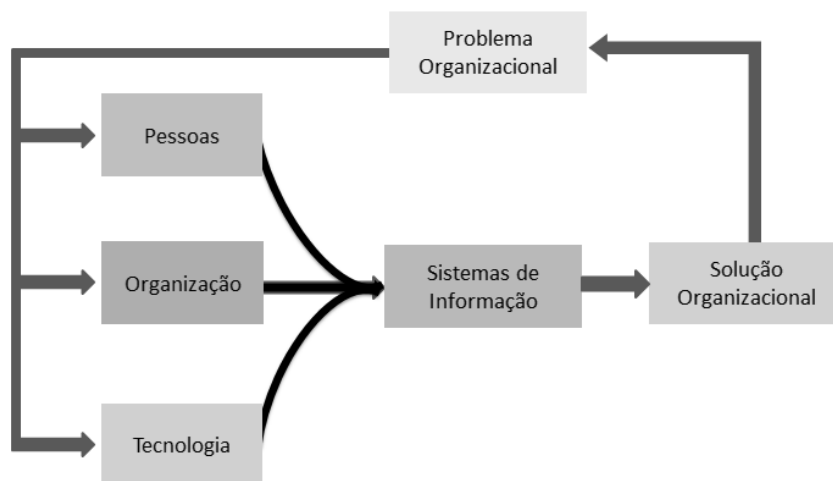 Problema
Organizacional
Pessoas
Organização
Sistemas de
Informação
Solução
Organizacional
Tecnologia